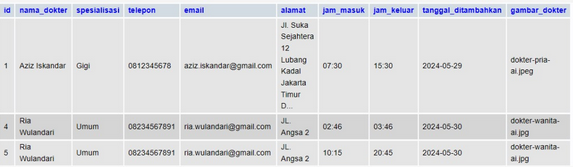 id nama_dokter spesialisasi telepon email alamat jam_masuk jam_keluar tanggal_ditambahkan gambar_dokter
1 Aziz Iskandar Gigi 0812345678 aziz.iskandar@gmail.com Jl. Suka Sejahtera 12 Lubang Kadal Jakarta Timur D... 07:30 15:30 2024-05-29 dokter-pria-ai.jpeg
4 Ria Wulandari Umum 08234567891 ria.wulandari@gmail.com JL. Angsa 2 02:46 03:46 2024-05-30 dokter-wanita-ai.jpg
5 Ria Wulandari Umum 08234567891 ria.wulandari@gmail.com JL. Angsa 2 10:15 20:45 2024-05-30 dokter-wanita-ai.jpg